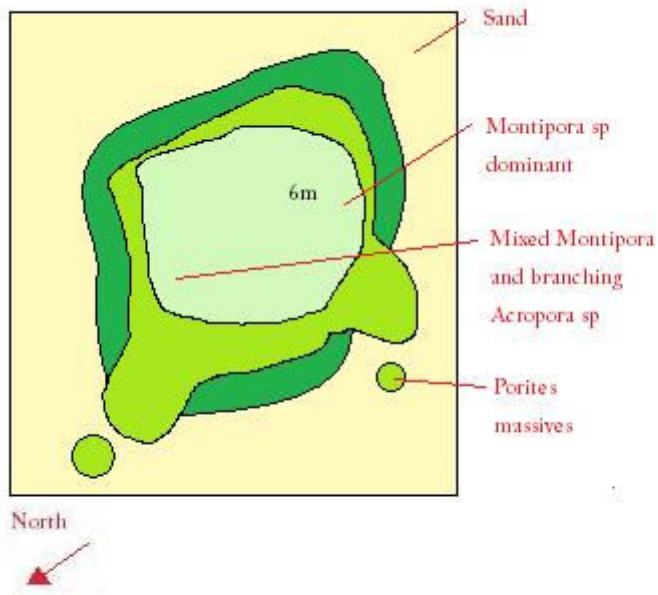 Sand
Montipora sp
dominant
6m
Mixed Montipora
and branching
Acropora sp
Porites
massives
North